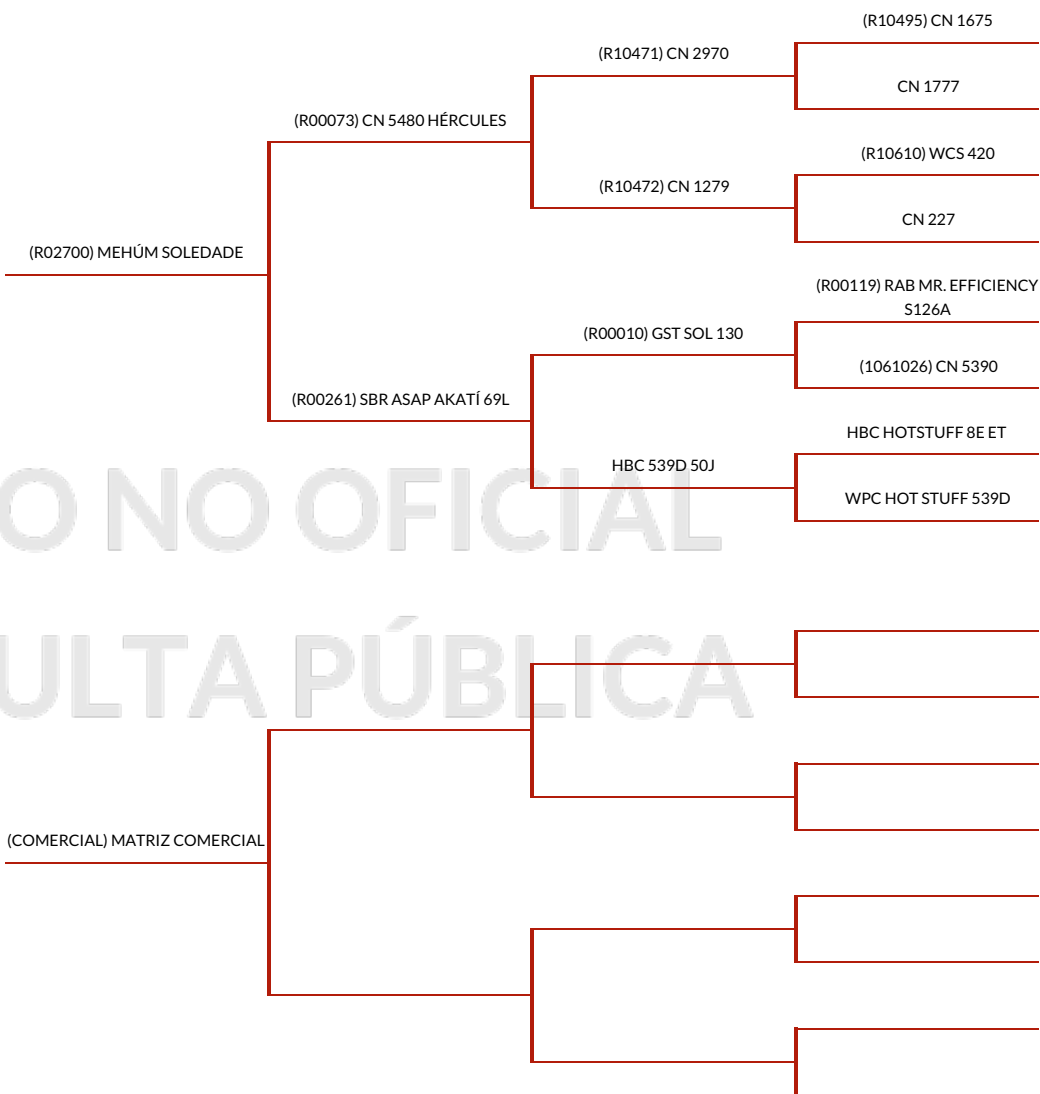 (R10495) CN 1675
(R10471) CN 2970
CN 1777
(R00073) CN 5480 HÉRCULES
(R10610) WCS 420
(R10472) CN 1279
CN 227
(R02700) MEHÚM SOLEDADE
(R00119) RAB MR. EFFICIENCY
S126A
(R00010) GST SOL 130
(1061026) CN 5390
(R00261) SBR ASAP AKATÍ 69L
HBC HOTSTUFF 8E ET
HBC 539D 50J
WPC HOT STUFF 539D
O NO OFICIAL
ULTA PÚBLICA
(COMERCIAL) MATRIZ COMERCIAL